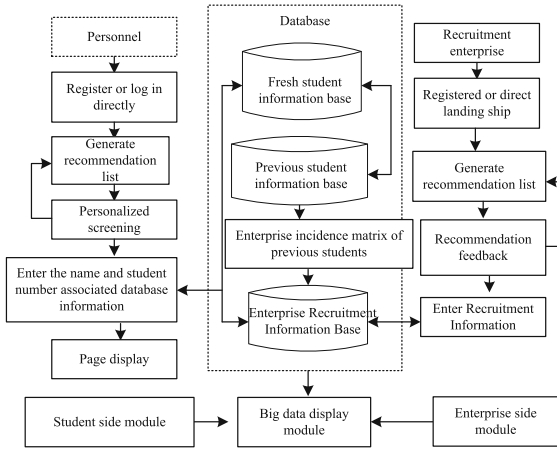 Personnel
Register or log in
directly
Generate
recommendation
list
Personalized
screening
Enter the name and student
number associated database
information
Page display
Database
Fresh student
information base
Previous student
information base
Enterprise incidence matrix of
previous students
Enterprise Recruitment
Information Base
Recruitment
enterprise
Registered or direct
landing ship
Generate
recommendation list
Recommendation
feedback
Enter Recruitment
Information
Student side module
Big data display
module
Enterprise side
module